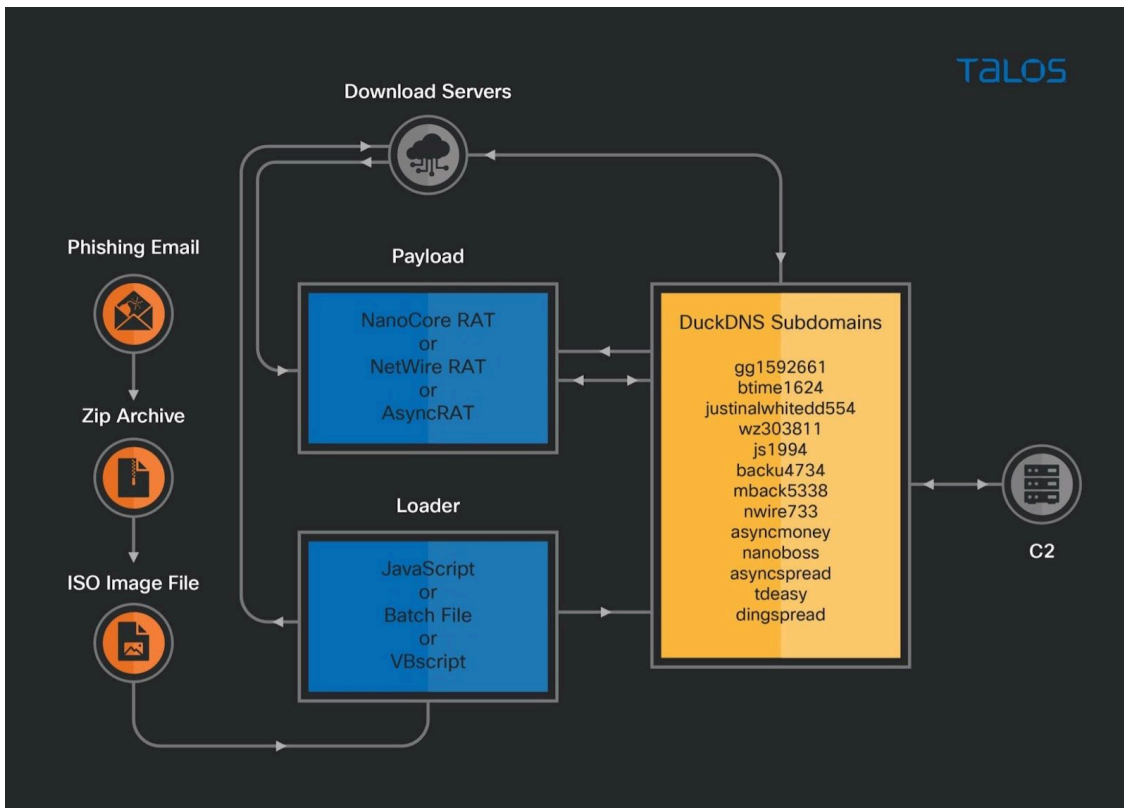 TALOS
Download Servers
Phishing Email
Zip Archive
ISO Image File
Payload
NanoCore RAT
or
NetWire RAT
or
AsyncRAT
Loader
JavaScript
or
Batch File
or
VBscript
DuckDNS Subdomains
gg1592661
btime1624
justinalwhitedd554
wz303811
js1994
backu4734
mback5338
nwire733
asyncmoney
nanoboss
asyncspread
tdeasy
dingspread
C2